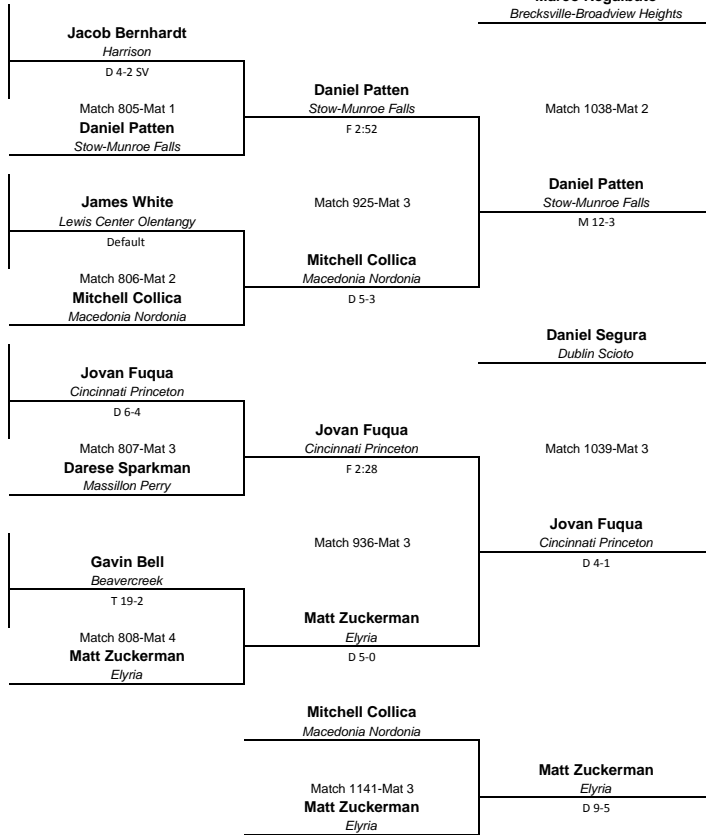 Jacob Bernhardt
Harrison
D 4-2 SV
Match 805-Mat 1
Daniel Patten
Stow-Munroe Falls
James White
Lewis Center Olentangy
Default
Match 806-Mat 2
Mitchell Collica
Macedonia Nordonia
Jovan Fuqua
Cincinnati Princeton
D 6-4
Match 807-Mat 3
Darese Sparkman
Massillon Perry
Gavin Bell
Beavercreek
T 19-2
Match 808-Mat 4
Matt Zuckerman
Elyria
Daniel Patten
Stow-Munroe Falls
F 2:52
Match 925-Mat 3
Mitchell Collica
Macedonia Nordonia
D 5-3
Jovan Fuqua
Cincinnati Princeton
F 2:28
Match 936-Mat 3
Matt Zuckerman
Elyria
D 5-0
Mitchell Collica
Macedonia Nordonia
Match 1141-Mat 3
Matt Zuckerman
Elyria
Brecksville-Broadview Heights
Match 1038-Mat 2
Daniel Patten
Stow-Munroe Falls
M 12-3
Daniel Segura
Dublin Scioto
Match 1039-Mat 3
Jovan Fuqua
Cincinnati Princeton
D 4-1
Matt Zuckerman
Elyria
D 9-5